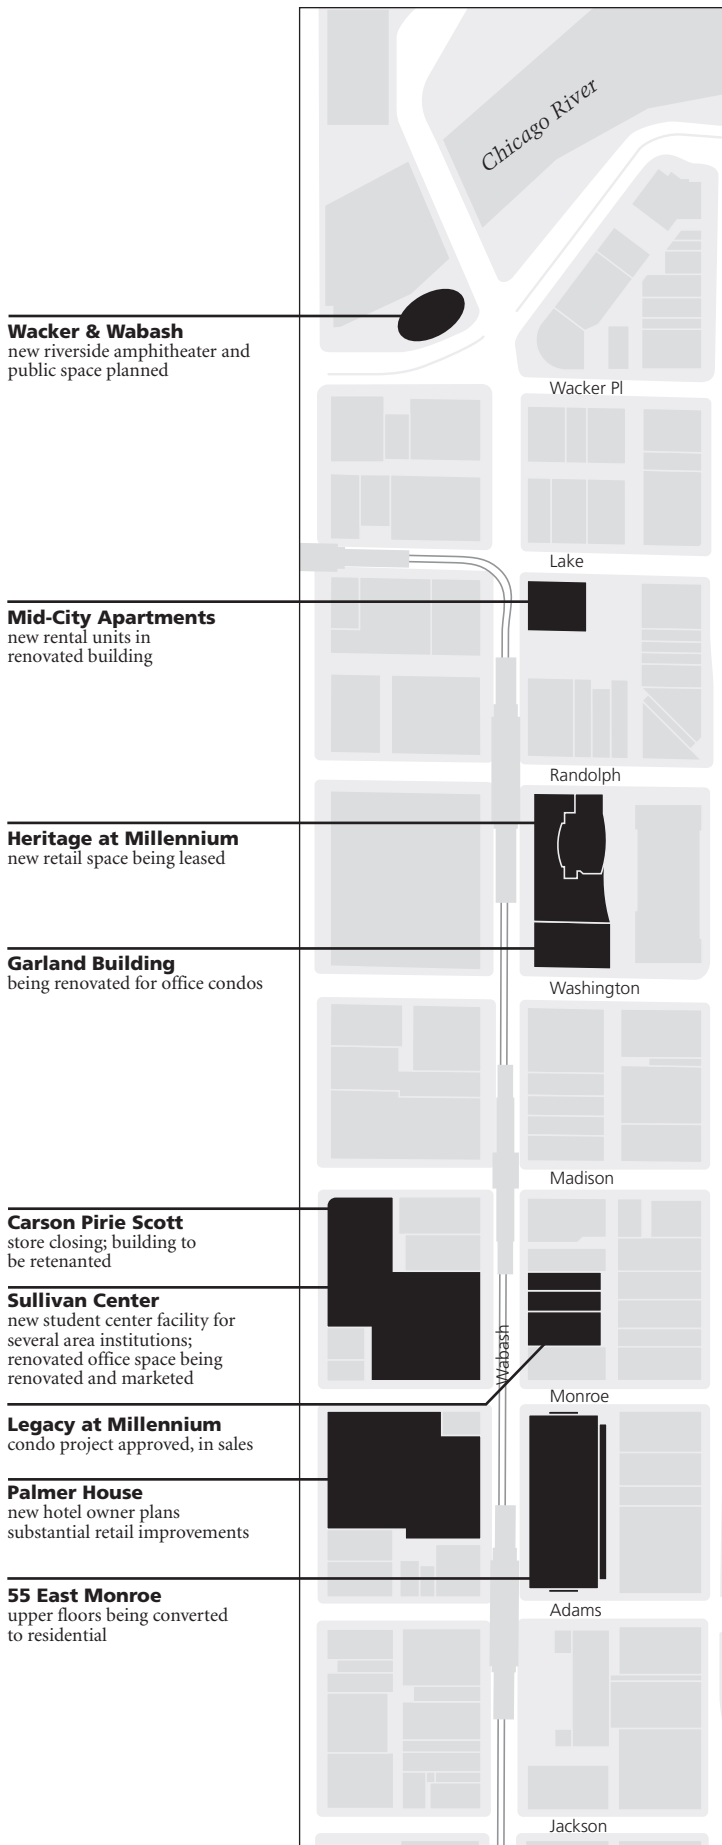 Chicago River
Wacker & Wabash
new riverside amphitheater and
public space planned
Wacker Pl
Lake
Mid-City Apartments
new rental units in
renovated building
Randolph
Heritage at Millennium
new retail space being leased
Garland Building
being renovated for office condos
Washington
Madison
Carson Pirie Scott
store closing; building to
be retenanted
Sullivan Center
new student center facility for
several area institutions;
renovated office space being
renovated and marketed
Wabash
Monroe
Legacy at Millennium
condo project approved, in sales
Palmer House
new hotel owner plans
substantial retail improvements
55 East Monroe
upper floors being converted
to residential
Adams
Jackson